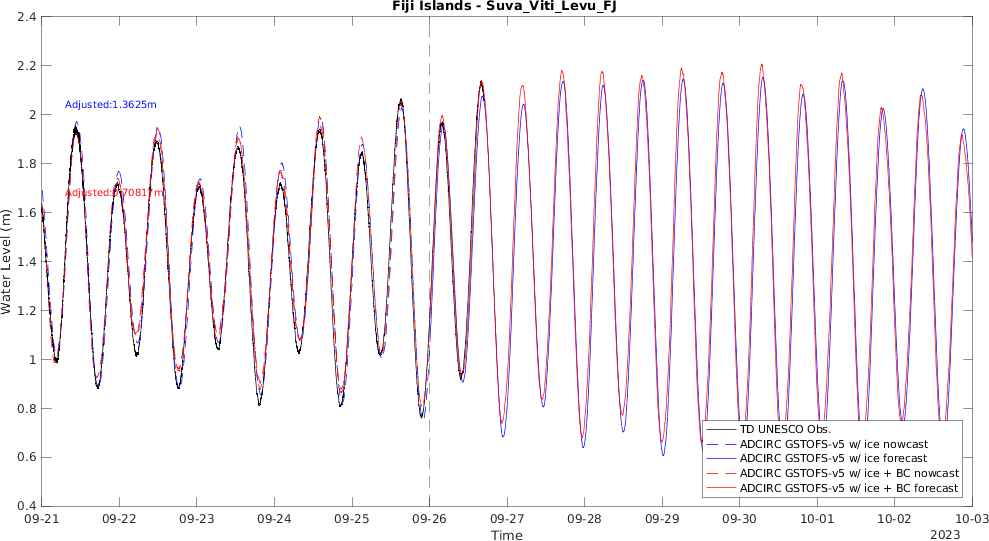 Fiji Islands - Suva_Viti_Levu_FJ
2.4
2.2
2
1.8
1.6
1.4
1.2
1
0.8
0.6
0.4
Water Level (m)
Adjusted:1.3625m
TD UNESCO Obs.
ADCIRC GSTOFS-v5 w/ ice nowcast
ADCIRC GSTOFS-v5 w/ ice forecast
ADCIRC GSTOFS-v5 w/ ice + BC nowcast
ADCIRC GSTOFS-v5 w/ ice + BC forecast
09-21 09-22 09-23 09-24 09-25 09-26 09-27 09-28 09-29 09-30 10-01 10-02 10-03
Time
2023